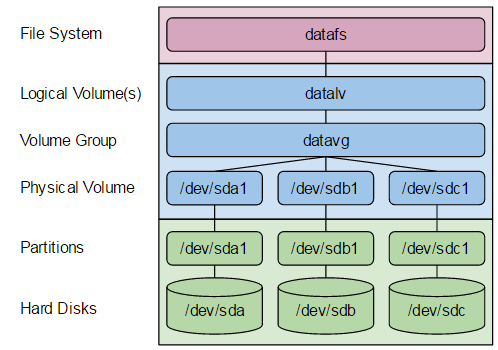 File System
datafs
Logical Volume(s)
datalv
Volume Group
datavg
Physical Volume
/dev/sda1
/dev/sdb1
/dev/sdc1
Partitions
/dev/sda1
/dev/sdb1
/dev/sdc1
Hard Disks
/dev/sda
/dev/sdb
/dev/sdc